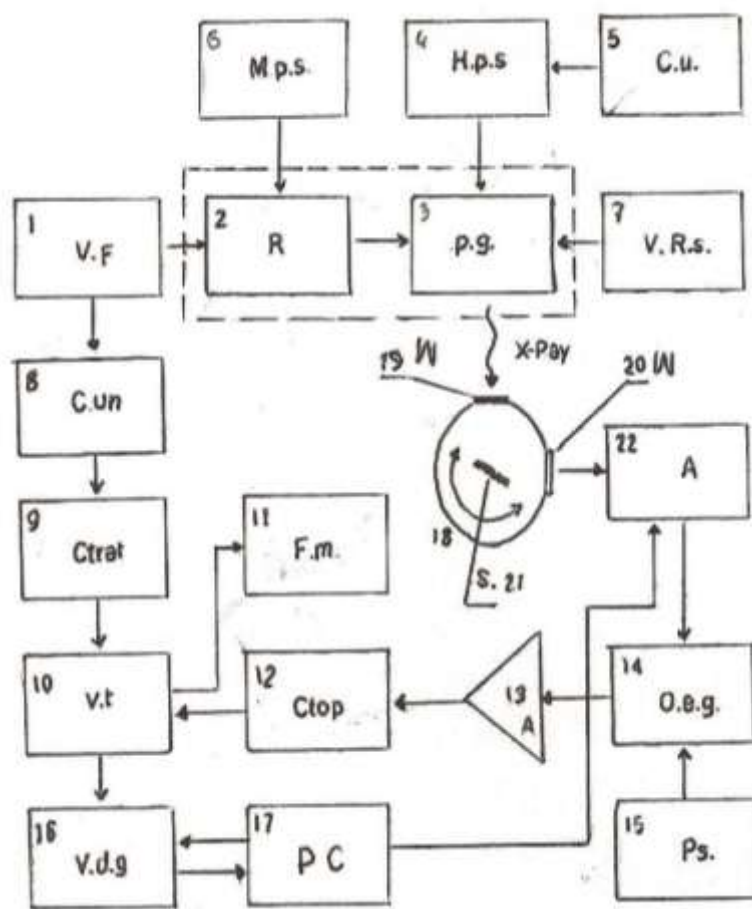 6
M.p.s.
4
H.p.s
5
C.u.
1
V.F
2
R
3
p.g.
7
V.R.s.
X-Pay
19 W
20 W
8
C.un
22
A
9
Ctrat
11
F.m.
18
S. 21
10
V.t
12
Ctop
13
A
14
O.e.g.
16
V.d.g
17
PC
15
Ps.